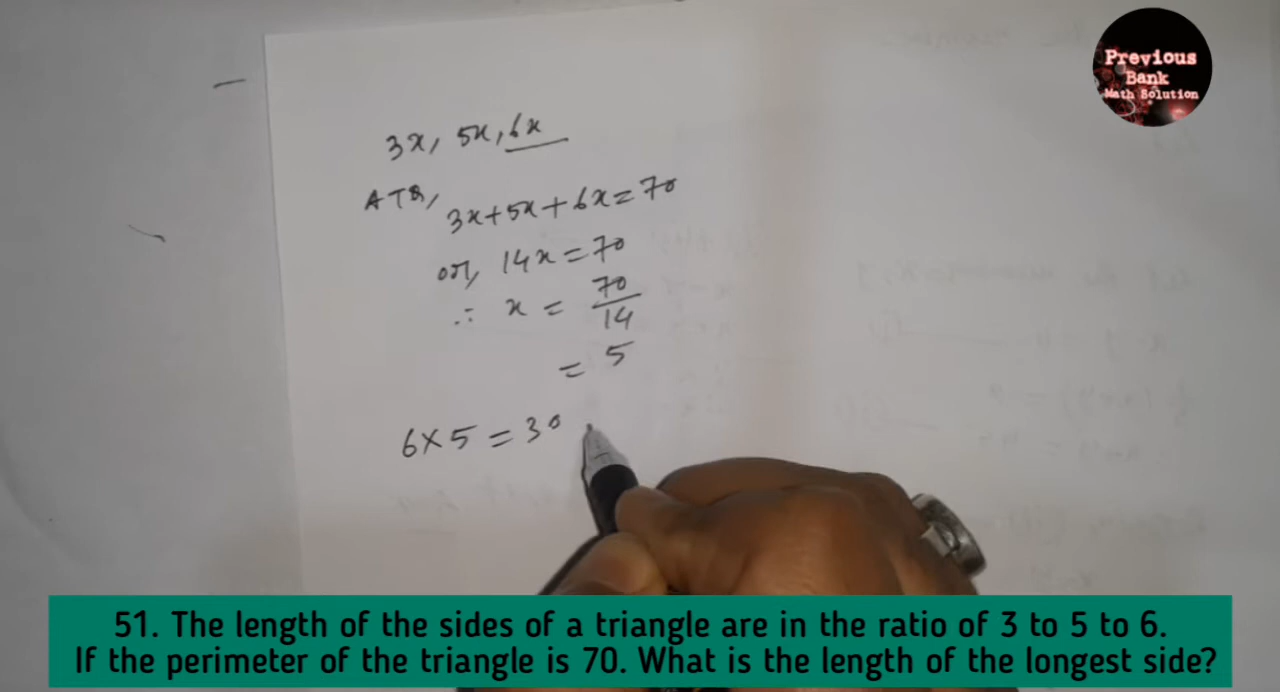 Previous
Bank
Math Solution
3x, 5x, 6x
ATQ,
3x+5x+6x=70
or, 14x=70
∴ x = 70/14
= 5
6×5=30
51. The length of the sides of a triangle are in the ratio of 3 to 5 to 6.
If the perimeter of the triangle is 70. What is the length of the longest side?